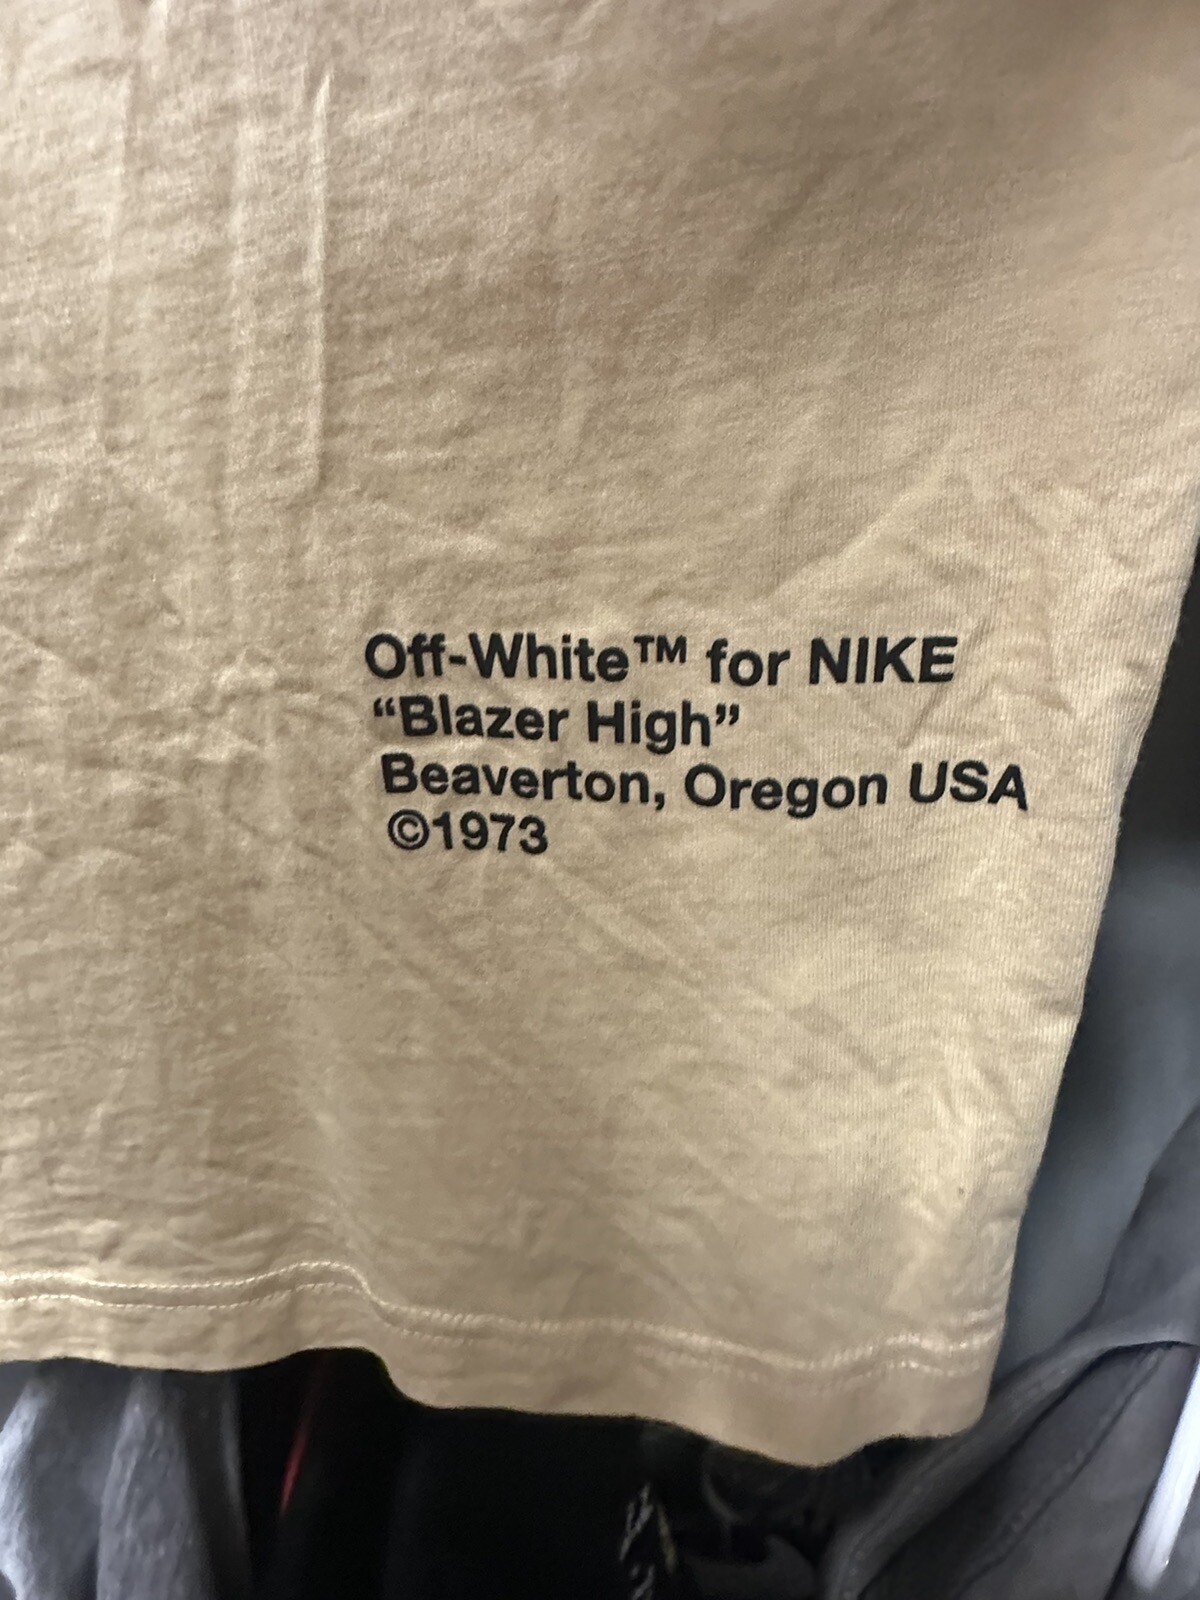 Off-White™ for NIKE
“Blazer High”
Beaverton, Oregon USA
©1973